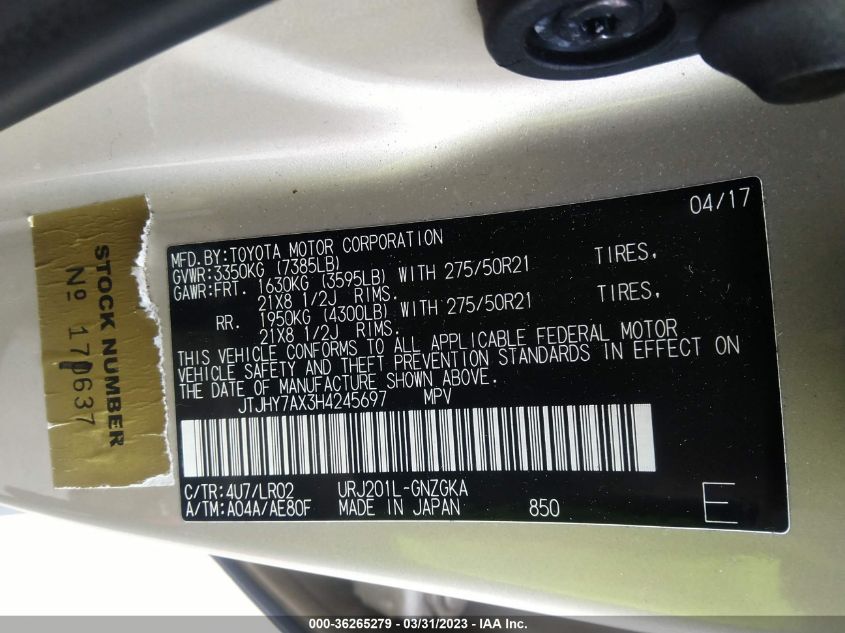 04/17
MFD.BY:TOYOTA MOTOR CORPORATION
GVWR:3350KG (7385LB)
GAWR:FRT. 1630KG (3595LB) WITH 275/50R21 TIRES.
21X8 1/2J RIMS.
RR. 1950KG (4300LB) WITH 275/50R21 TIRES.
21X8 1/2J RIMS.
THIS VEHICLE CONFORMS TO ALL APPLICABLE FEDERAL MOTOR
VEHICLE SAFETY AND THEFT PREVENTION STANDARDS IN EFFECT ON
THE DATE OF MANUFACTURE SHOWN ABOVE.
JTJHY7AX3H4245697 MPV
C/TR:4U7/LR02 URJ201L-GNZGKA
A/TM:A04A/AE80F MADE IN JAPAN 850 E
STOCK NUMBER
No 170637
000-36265279 - 03/31/2023 - IAA Inc.